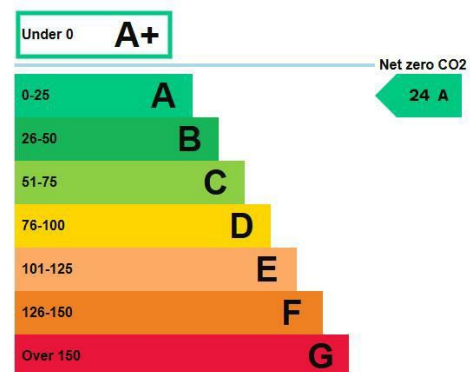 Under 0 A+
Net zero CO2
0-25 A 24 A
26-50 B
51-75 C
76-100 D
101-125 E
126-150 F
Over 150 G